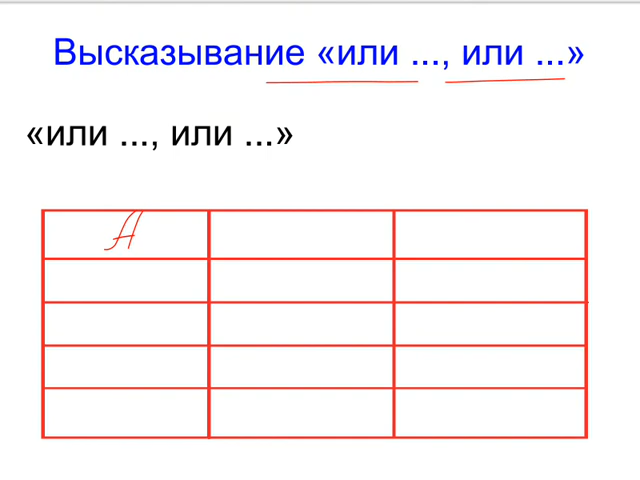 Высказывание «или ..., или ...»
«или ..., или ...»
А